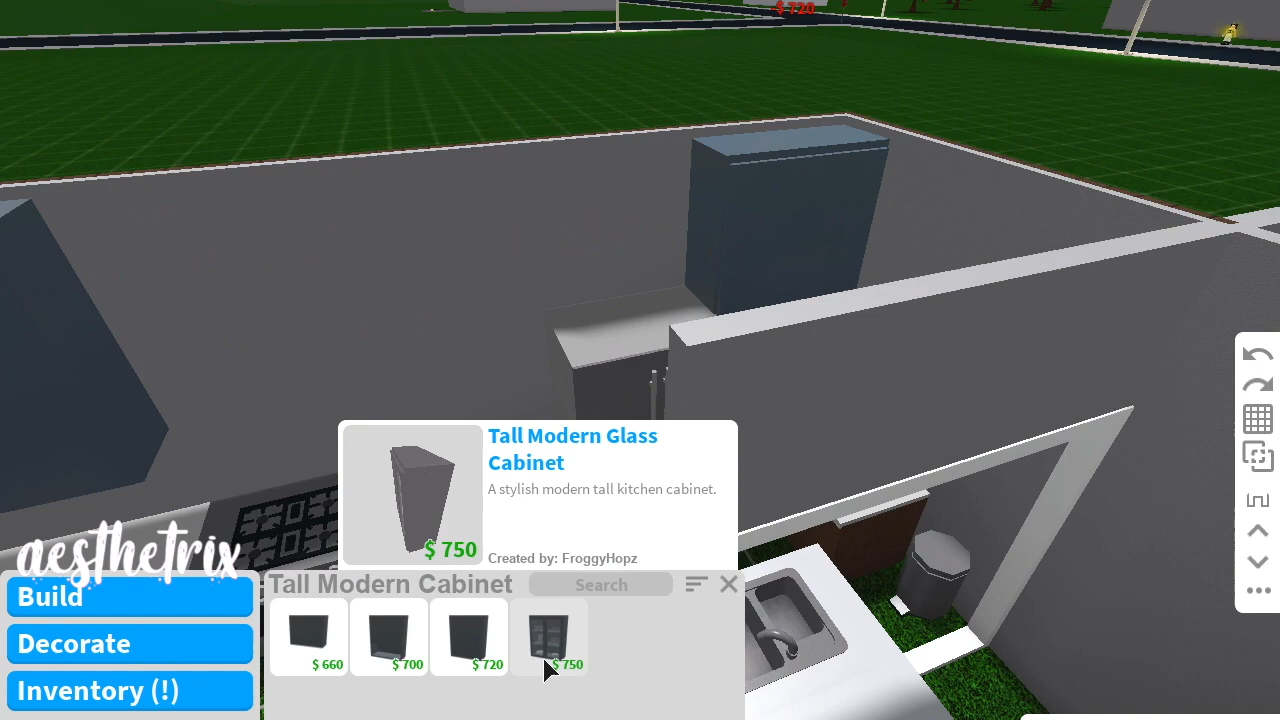 -$ 720
Tall Modern Glass
Cabinet
A stylish modern tall kitchen cabinet.
$ 750
Created by: FroggyHopz
aesthetrix
Build
Decorate
Inventory (!)
Tall Modern Cabinet
Search
$ 660
$ 700
$ 720
$ 750